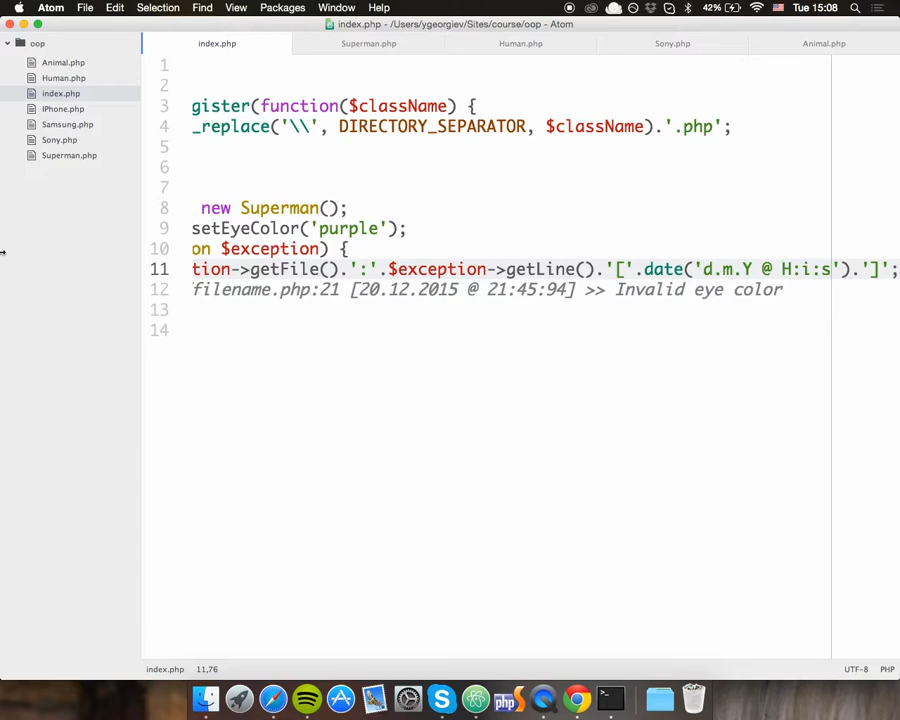 Atom File Edit Selection Find View Packages Window Help 42% Tue 15:08
index.php - /Users/ygeorgiev/Sites/course/oop - Atom
oop
Animal.php
Human.php
index.php
IPhone.php
Samsung.php
Sony.php
Superman.php
index.php Superman.php Human.php Sony.php Animal.php
1
2
3 gister(function($className) {
4 _replace('\\', DIRECTORY_SEPARATOR, $className).'.php';
5
6
7
8 new Superman();
9 setEyeColor('purple');
10 on $exception) {
11 tion->getFile().':'.$exception->getLine().'['.date('d.m.Y @ H:i:s').']';
12 filename.php:21 [20.12.2015 @ 21:45:94] >> Invalid eye color
13
14
index.php 11,76 UTF-8 PHP
php